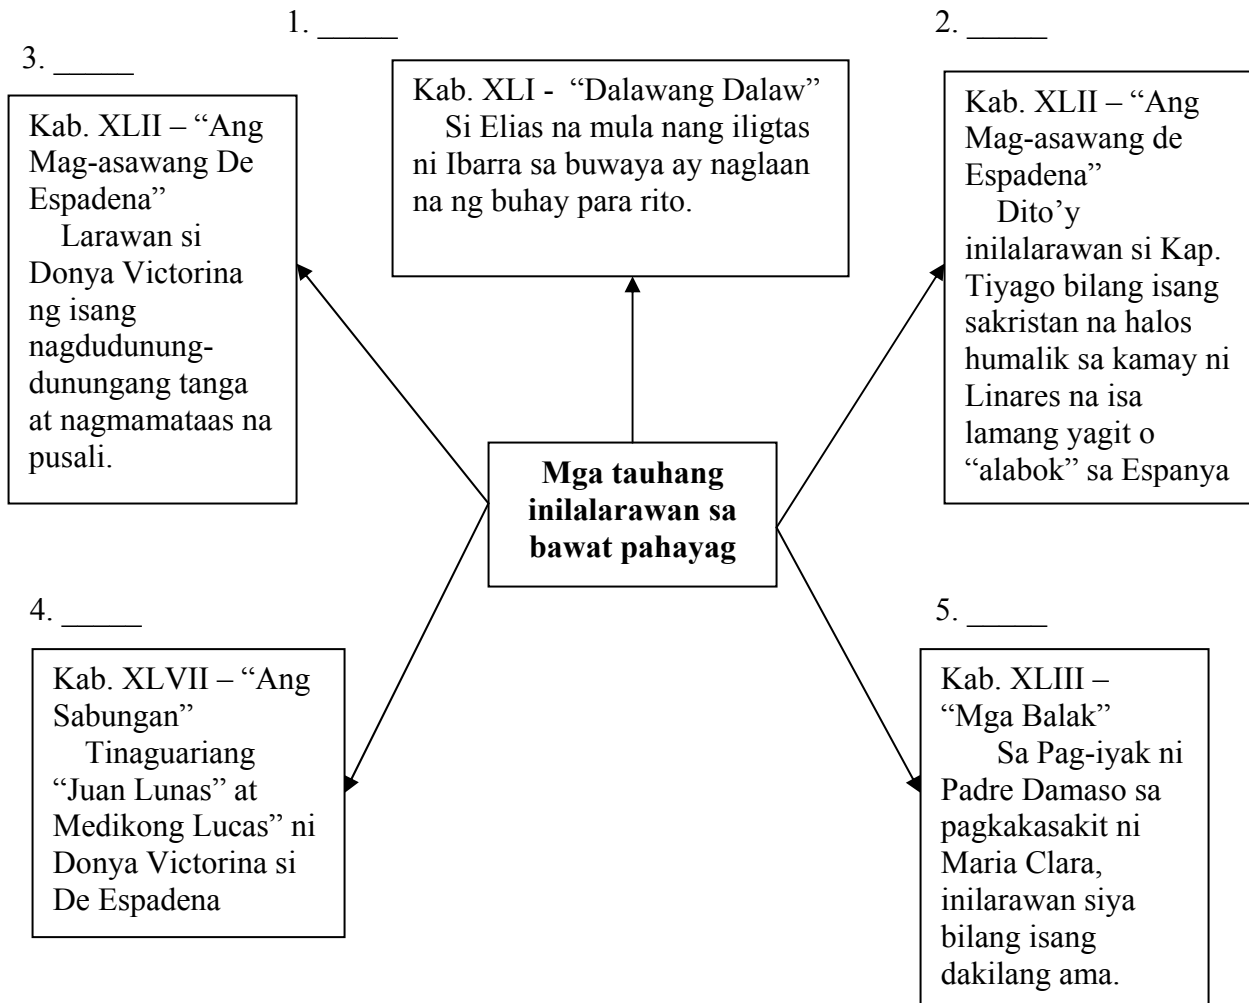 1. _____
2. _____
3. _____
Kab. XLI - “Dalawang Dalaw”
Si Elias na mula nang iligtas
ni Ibarra sa buwaya ay naglaan
na ng buhay para rito.
Kab. XLII – “Ang
Mag-asawang de
Espadena”
Dito’y
inilalarawan si Kap.
Tiyago bilang isang
sakristan na halos
humalik sa kamay ni
Linares na isa
lamang yagit o
“alabok” sa Espanya
Kab. XLII – “Ang
Mag-asawang De
Espadena”
Larawan si
Donya Victorina
ng isang
nagdudunung-
dunungang tanga
at nagmamataas na
pusali.
Mga tauhang
inilalarawan sa
bawat pahayag
4. _____
5. _____
Kab. XLVII – “Ang
Sabungan”
Tinaguariang
“Juan Lunas” at
Medikong Lucas” ni
Donya Victorina si
De Espadena
Kab. XLIII –
“Mga Balak”
Sa Pag-iyak ni
Padre Damaso sa
pagkakasakit ni
Maria Clara,
inilarawan siya
bilang isang
dakilang ama.